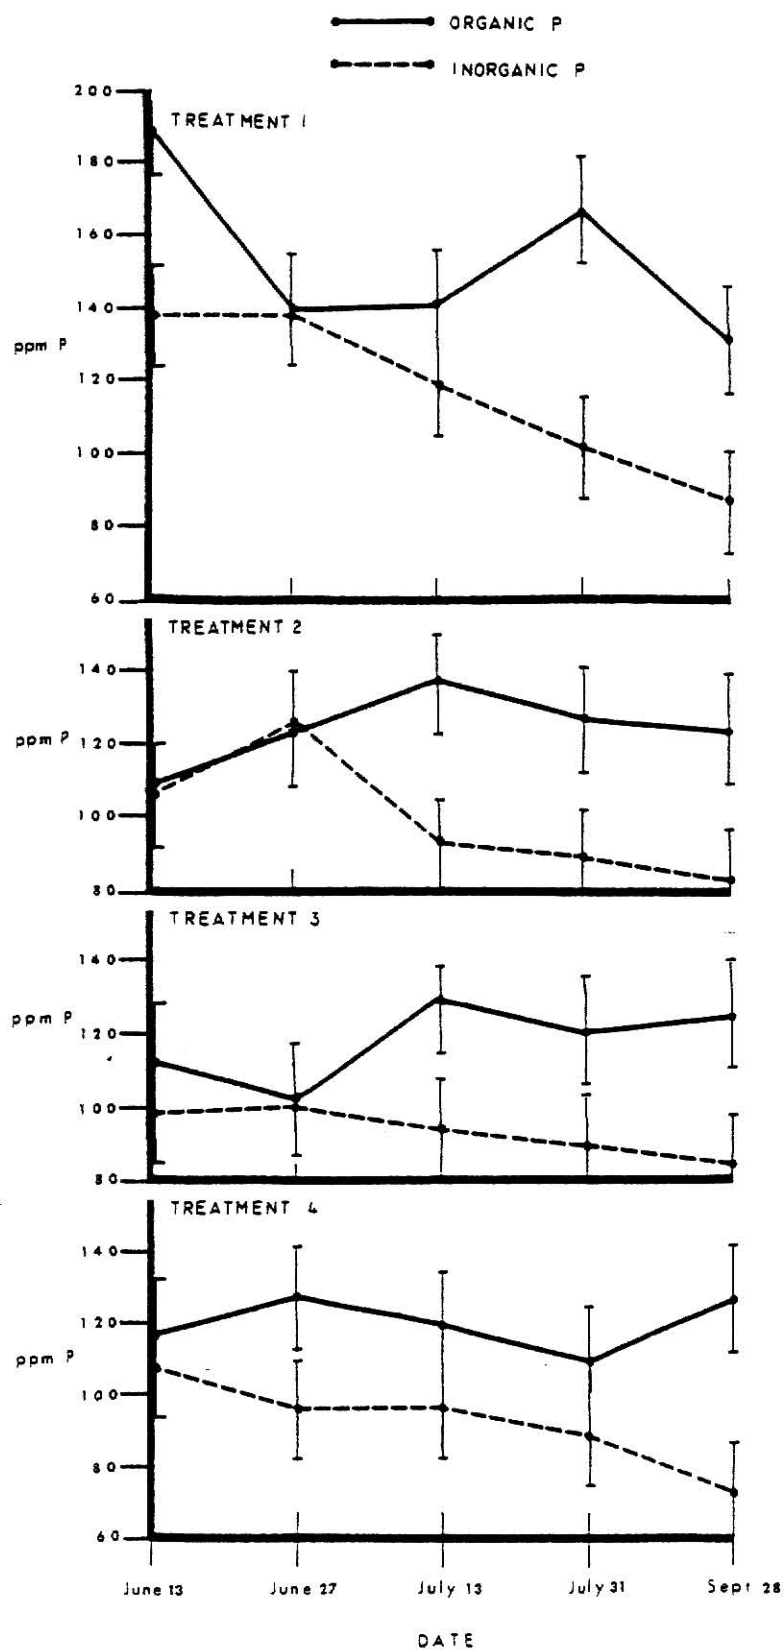 ORGANIC P
INORGANIC P
TREATMENT 1
200
180
160
140
ppm P
120
100
80
60
TREATMENT 2
140
ppm P
120
100
80
TREATMENT 3
140
ppm P
120
100
80
TREATMENT 4
140
120
ppm P
100
80
60
June 13 June 27 July 13 July 31 Sept 28
DATE